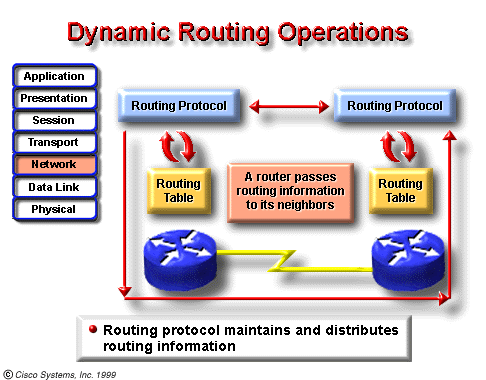 Dynamic Routing Operations
Application
Presentation
Session
Transport
Network
Data Link
Physical
Routing Protocol
Routing Protocol
Routing
Table
A router passes
routing information
to its neighbors
Routing
Table
Routing protocol maintains and distributes
routing information
© Cisco Systems, Inc. 1999